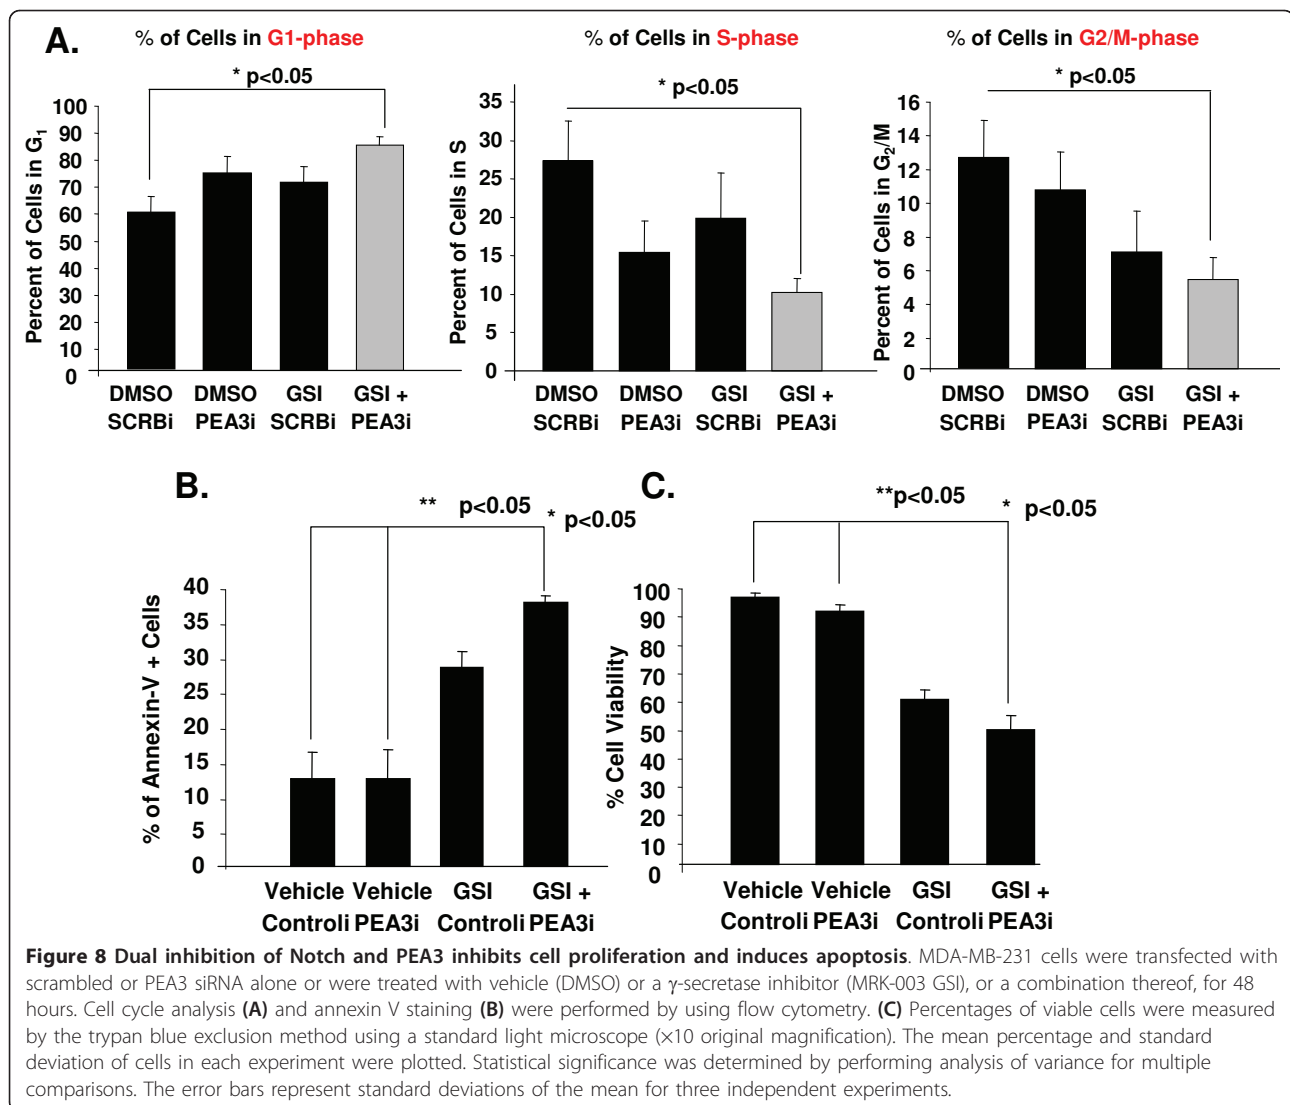 A.
% of Cells in G1-phase
* p<0.05
Percent of Cells in G1
100
90
80
70
60
50
40
30
20
10
0
DMSO SCRBi
DMSO PEA3i
GSI SCRBi
GSI + PEA3i
% of Cells in S-phase
* p<0.05
Percent of Cells in S
35
30
25
20
15
10
5
0
DMSO SCRBi
DMSO PEA3i
GSI SCRBi
GSI + PEA3i
% of Cells in G2/M-phase
* p<0.05
Percent of Cells in G2/M
16
14
12
10
8
6
4
2
0
DMSO SCRBi
DMSO PEA3i
GSI SCRBi
GSI + PEA3i
B.
** p<0.05
* p<0.05
% of Annexin-V + Cells
40
35
30
25
20
15
10
5
0
Vehicle Controli
Vehicle PEA3i
GSI Controli
GSI + PEA3i
C.
**p<0.05
* p<0.05
% Cell Viability
100
90
80
70
60
50
40
30
20
10
0
Vehicle Controli
Vehicle PEA3i
GSI Controli
GSI + PEA3i
Figure 8 Dual inhibition of Notch and PEA3 inhibits cell proliferation and induces apoptosis. MDA-MB-231 cells were transfected with
scrambled or PEA3 siRNA alone or were treated with vehicle (DMSO) or a γ-secretase inhibitor (MRK-003 GSI), or a combination thereof, for 48
hours. Cell cycle analysis (A) and annexin V staining (B) were performed by using flow cytometry. (C) Percentages of viable cells were measured
by the trypan blue exclusion method using a standard light microscope (×10 original magnification). The mean percentage and standard
deviation of cells in each experiment were plotted. Statistical significance was determined by performing analysis of variance for multiple
comparisons. The error bars represent standard deviations of the mean for three independent experiments.